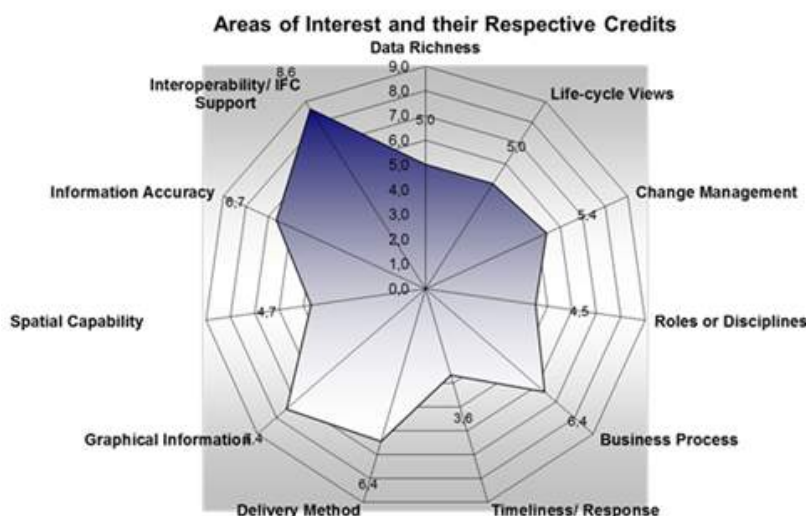 Areas of Interest and their Respective Credits
Data Richness
8,6
9,0
Interoperability/ IFC
Support
8,0
7,0
Life-cycle Views
5,0
5,0
6,0
5,0
Information Accuracy
6,7
4,0
Change Management
5,4
3,0
2,0
1,0
0,0
Spatial Capability
4,7
4,5
Roles or Disciplines
Graphical Information
3,6
6,4
Business Process
6,4
Delivery Method
Timeliness/ Response